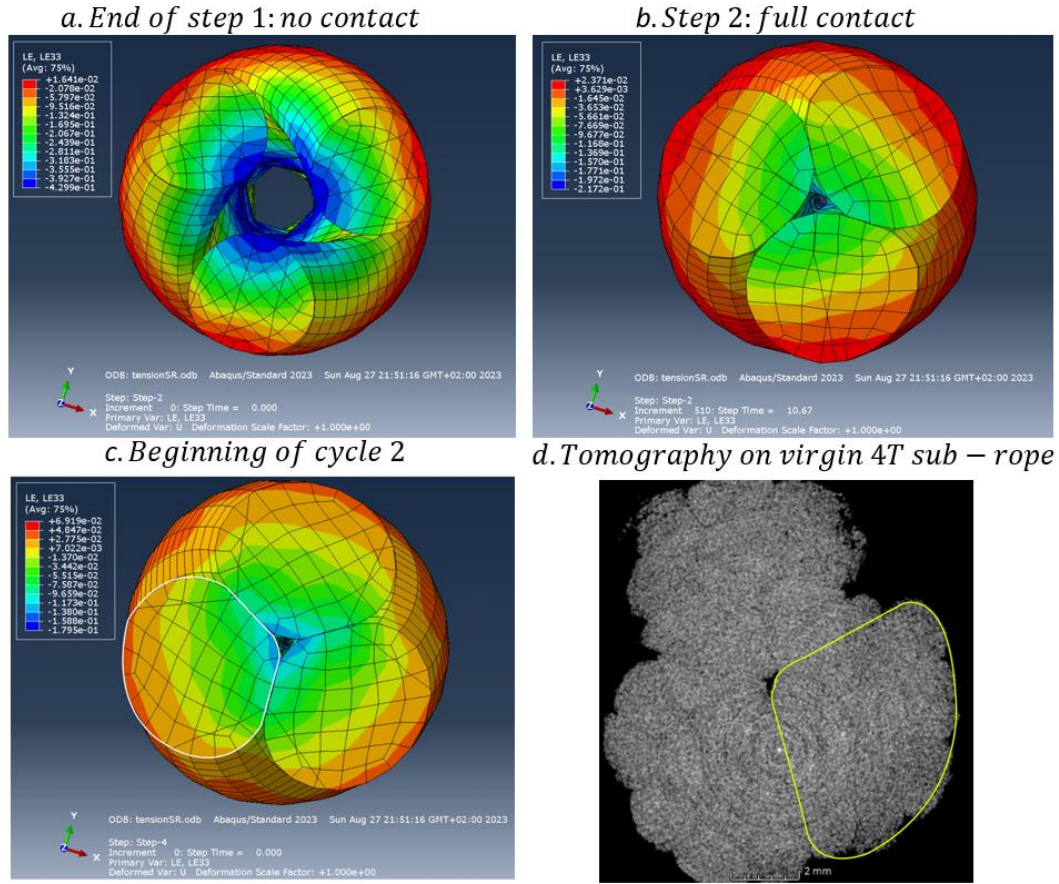 a. End of step 1: no contact
LE, LE33
(Avg: 75%)
+1.641e-02
-2.078e-02
-5.797e-02
-9.516e-02
-1.324e-01
-1.695e-01
-2.067e-01
-2.439e-01
-2.811e-01
-3.183e-01
-3.555e-01
-3.927e-01
-4.299e-01
Y
X
Z
ODB: tensionSR.odb Abaqus/Standard 2023 Sun Aug 27 21:51:16 GMT+02:00 2023
Step: Step-2
Increment 0: Step Time = 0.000
Primary Var: LE, LE33
Deformed Var: U Deformation Scale Factor: +1.000e+00
b. Step 2: full contact
LE, LE33
(Avg: 75%)
+2.371e-02
+3.629e-03
-1.645e-02
-3.653e-02
-5.661e-02
-7.669e-02
-9.677e-02
-1.168e-01
-1.369e-01
-1.570e-01
-1.771e-01
-1.972e-01
-2.172e-01
Y
X
Z
ODB: tensionSR.odb Abaqus/Standard 2023 Sun Aug 27 21:51:16 GMT+02:00 2023
Step: Step-2
Increment 510: Step Time = 10.67
Primary Var: LE, LE33
Deformed Var: U Deformation Scale Factor: +1.000e+00
c. Beginning of cycle 2
LE, LE33
(Avg: 75%)
+6.919e-02
+4.847e-02
+2.775e-02
+7.022e-03
-1.370e-02
-3.442e-02
-5.515e-02
-7.587e-02
-9.659e-02
-1.173e-01
-1.380e-01
-1.588e-01
-1.795e-01
Y
X
Z
ODB: tensionSR.odb Abaqus/Standard 2023 Sun Aug 27 21:51:16 GMT+02:00 2023
Step: Step-4
Increment 0: Step Time = 0.000
Primary Var: LE, LE33
Deformed Var: U Deformation Scale Factor: +1.000e+00
d. Tomography on virgin 4T sub − rope
2 mm